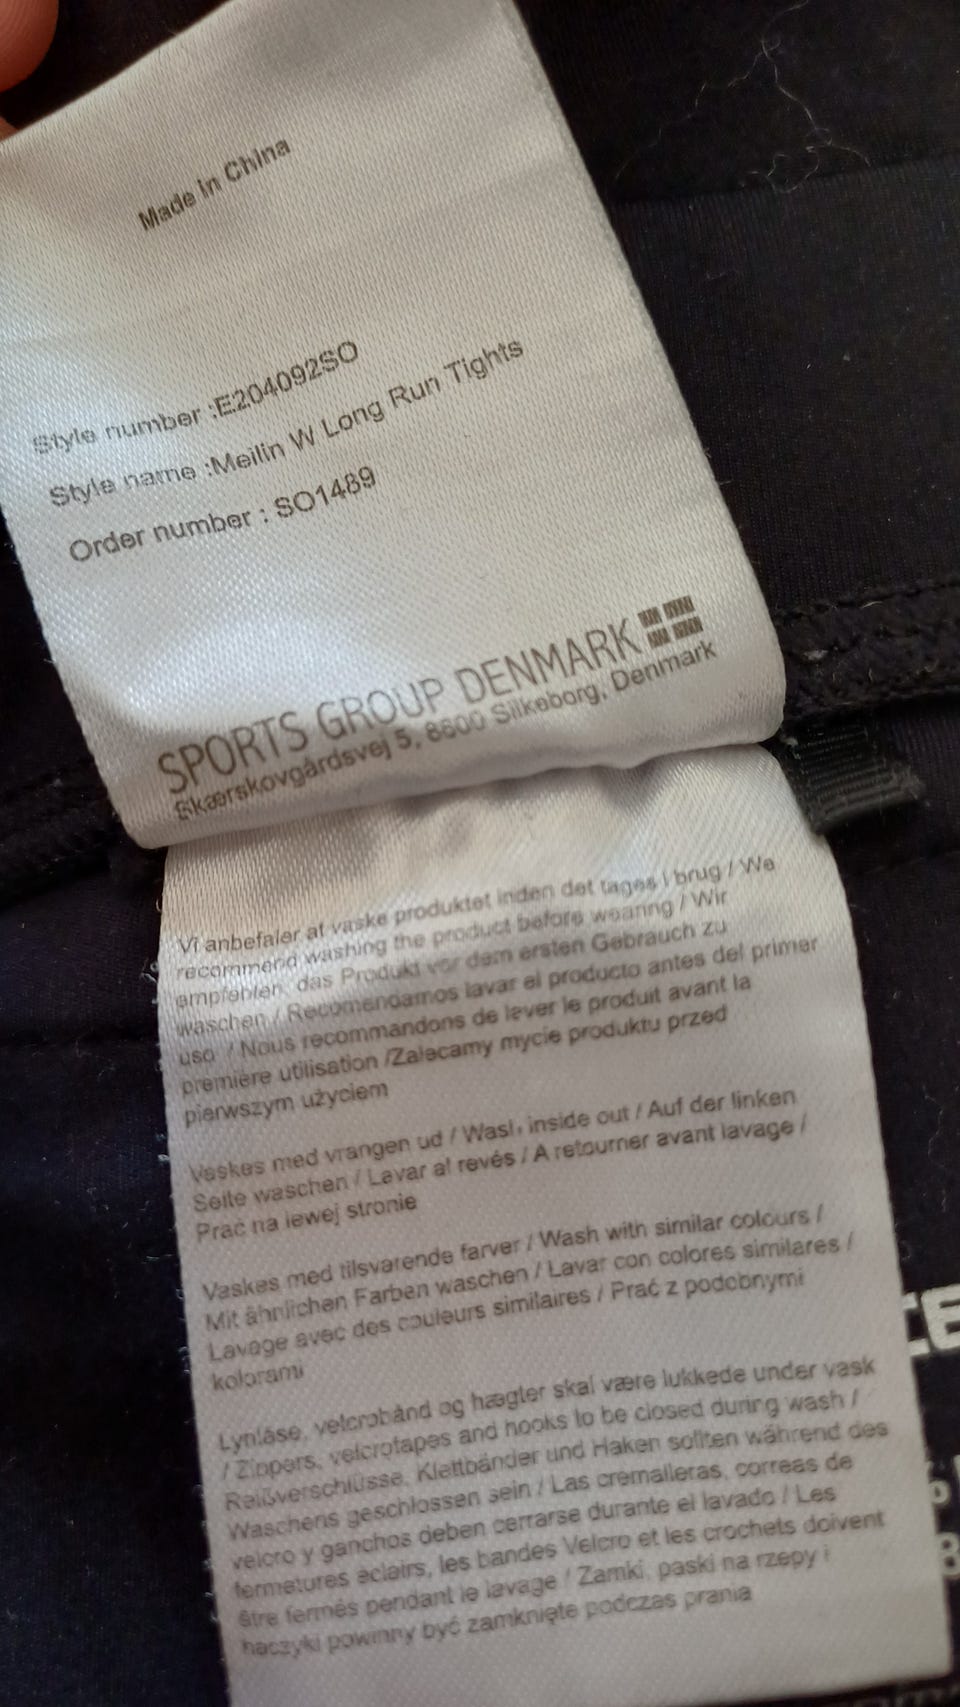 Made in China
Style number :E204092SO
Style name :Meilin W Long Run Tights
Order number : SO1489
SPORTS GROUP DENMARK
Skærskovgårdsvej 5, 8600 Silkeborg, Denmark
Vi anbefaler at vaske produktet inden det tages i brug / We
recommend washing the product before wearing / Wir
empfehlen, das Produkt vor dem ersten Gebrauch zu
waschen / Recomendamos lavar el producto antes del primer
uso / Nous recommandons de laver le produit avant la
première utilisation /Zalecamy mycie produktu przed
pierwszym użyciem
Vaskes med vrangen ud / Wash inside out / Auf der linken
Seite waschen / Lavar al revés / A retourner avant lavage /
Prać na lewej stronie
Vaskes med tilsvarende farver / Wash with similar colours /
Mit ähnlichen Farben waschen / Lavar con colores similares /
Lavage avec des couleurs similaires / Prać z podobnymi
kolorami
Lynlåse, velcrobånd og hægter skal være lukkede under vask
/ Zippers, velcrotapes and hooks to be closed during wash /
Reißverschlüsse, Klettbänder und Haken sollten während des
Waschens geschlossen sein / Las cremalleras, correas de
velcro y ganchos deben cerrarse durante el lavado / Les
fermetures éclairs, les bandes Velcro et les crochets doivent
être fermés pendant le lavage / Zamki, paski na rzepy i
haczyki powinny być zamknięte podczas prania